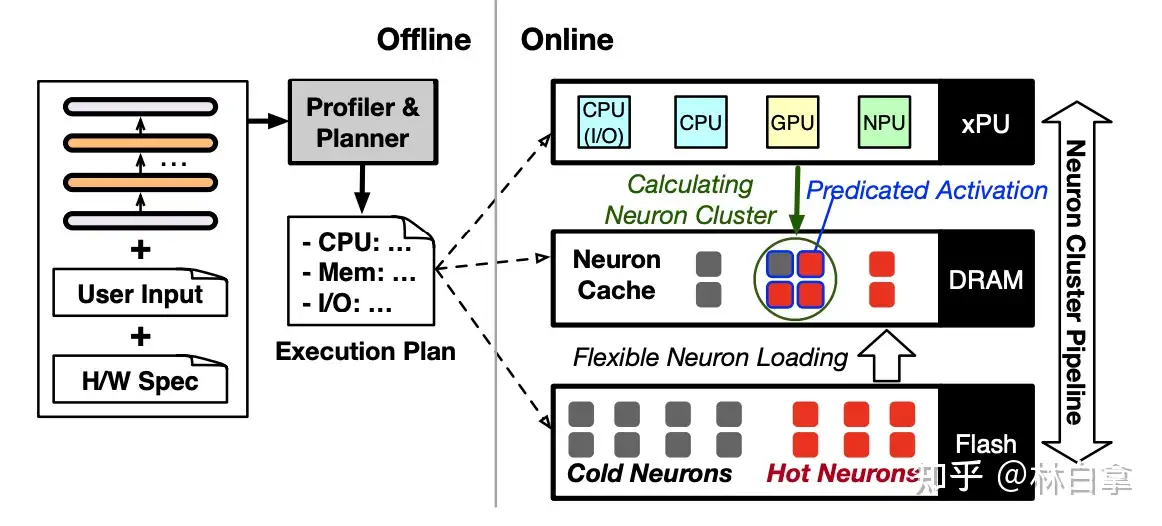 Offline
Online
Profiler &
Planner
...
+
User Input
+
H/W Spec
- CPU: ...
- Mem: ...
- I/O: ...
Execution Plan
CPU
(I/O)
CPU
GPU
NPU
xPU
Calculating
Neuron Cluster
Predicated Activation
Neuron
Cache
DRAM
Flexible Neuron Loading
Flash
Cold Neurons
Hot Neurons
Neuron Cluster Pipeline
知乎 @林白拿